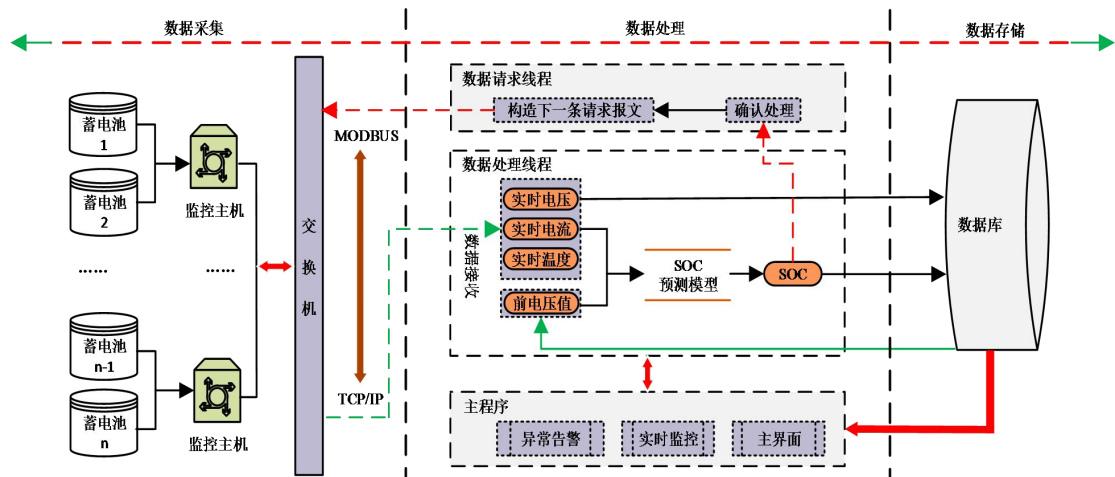 数据采集
数据处理
数据存储
蓄电池
1
蓄电池
2
监控主机
......
......
蓄电池
n-1
蓄电池
n
监控主机
交换机
MODBUS
TCP/IP
数据请求线程
构造下一条请求报文
确认处理
数据处理线程
数据接收
实时电压
实时电流
实时温度
前电压值
SOC
预测模型
SOC
数据库
主程序
异常告警
实时监控
主界面